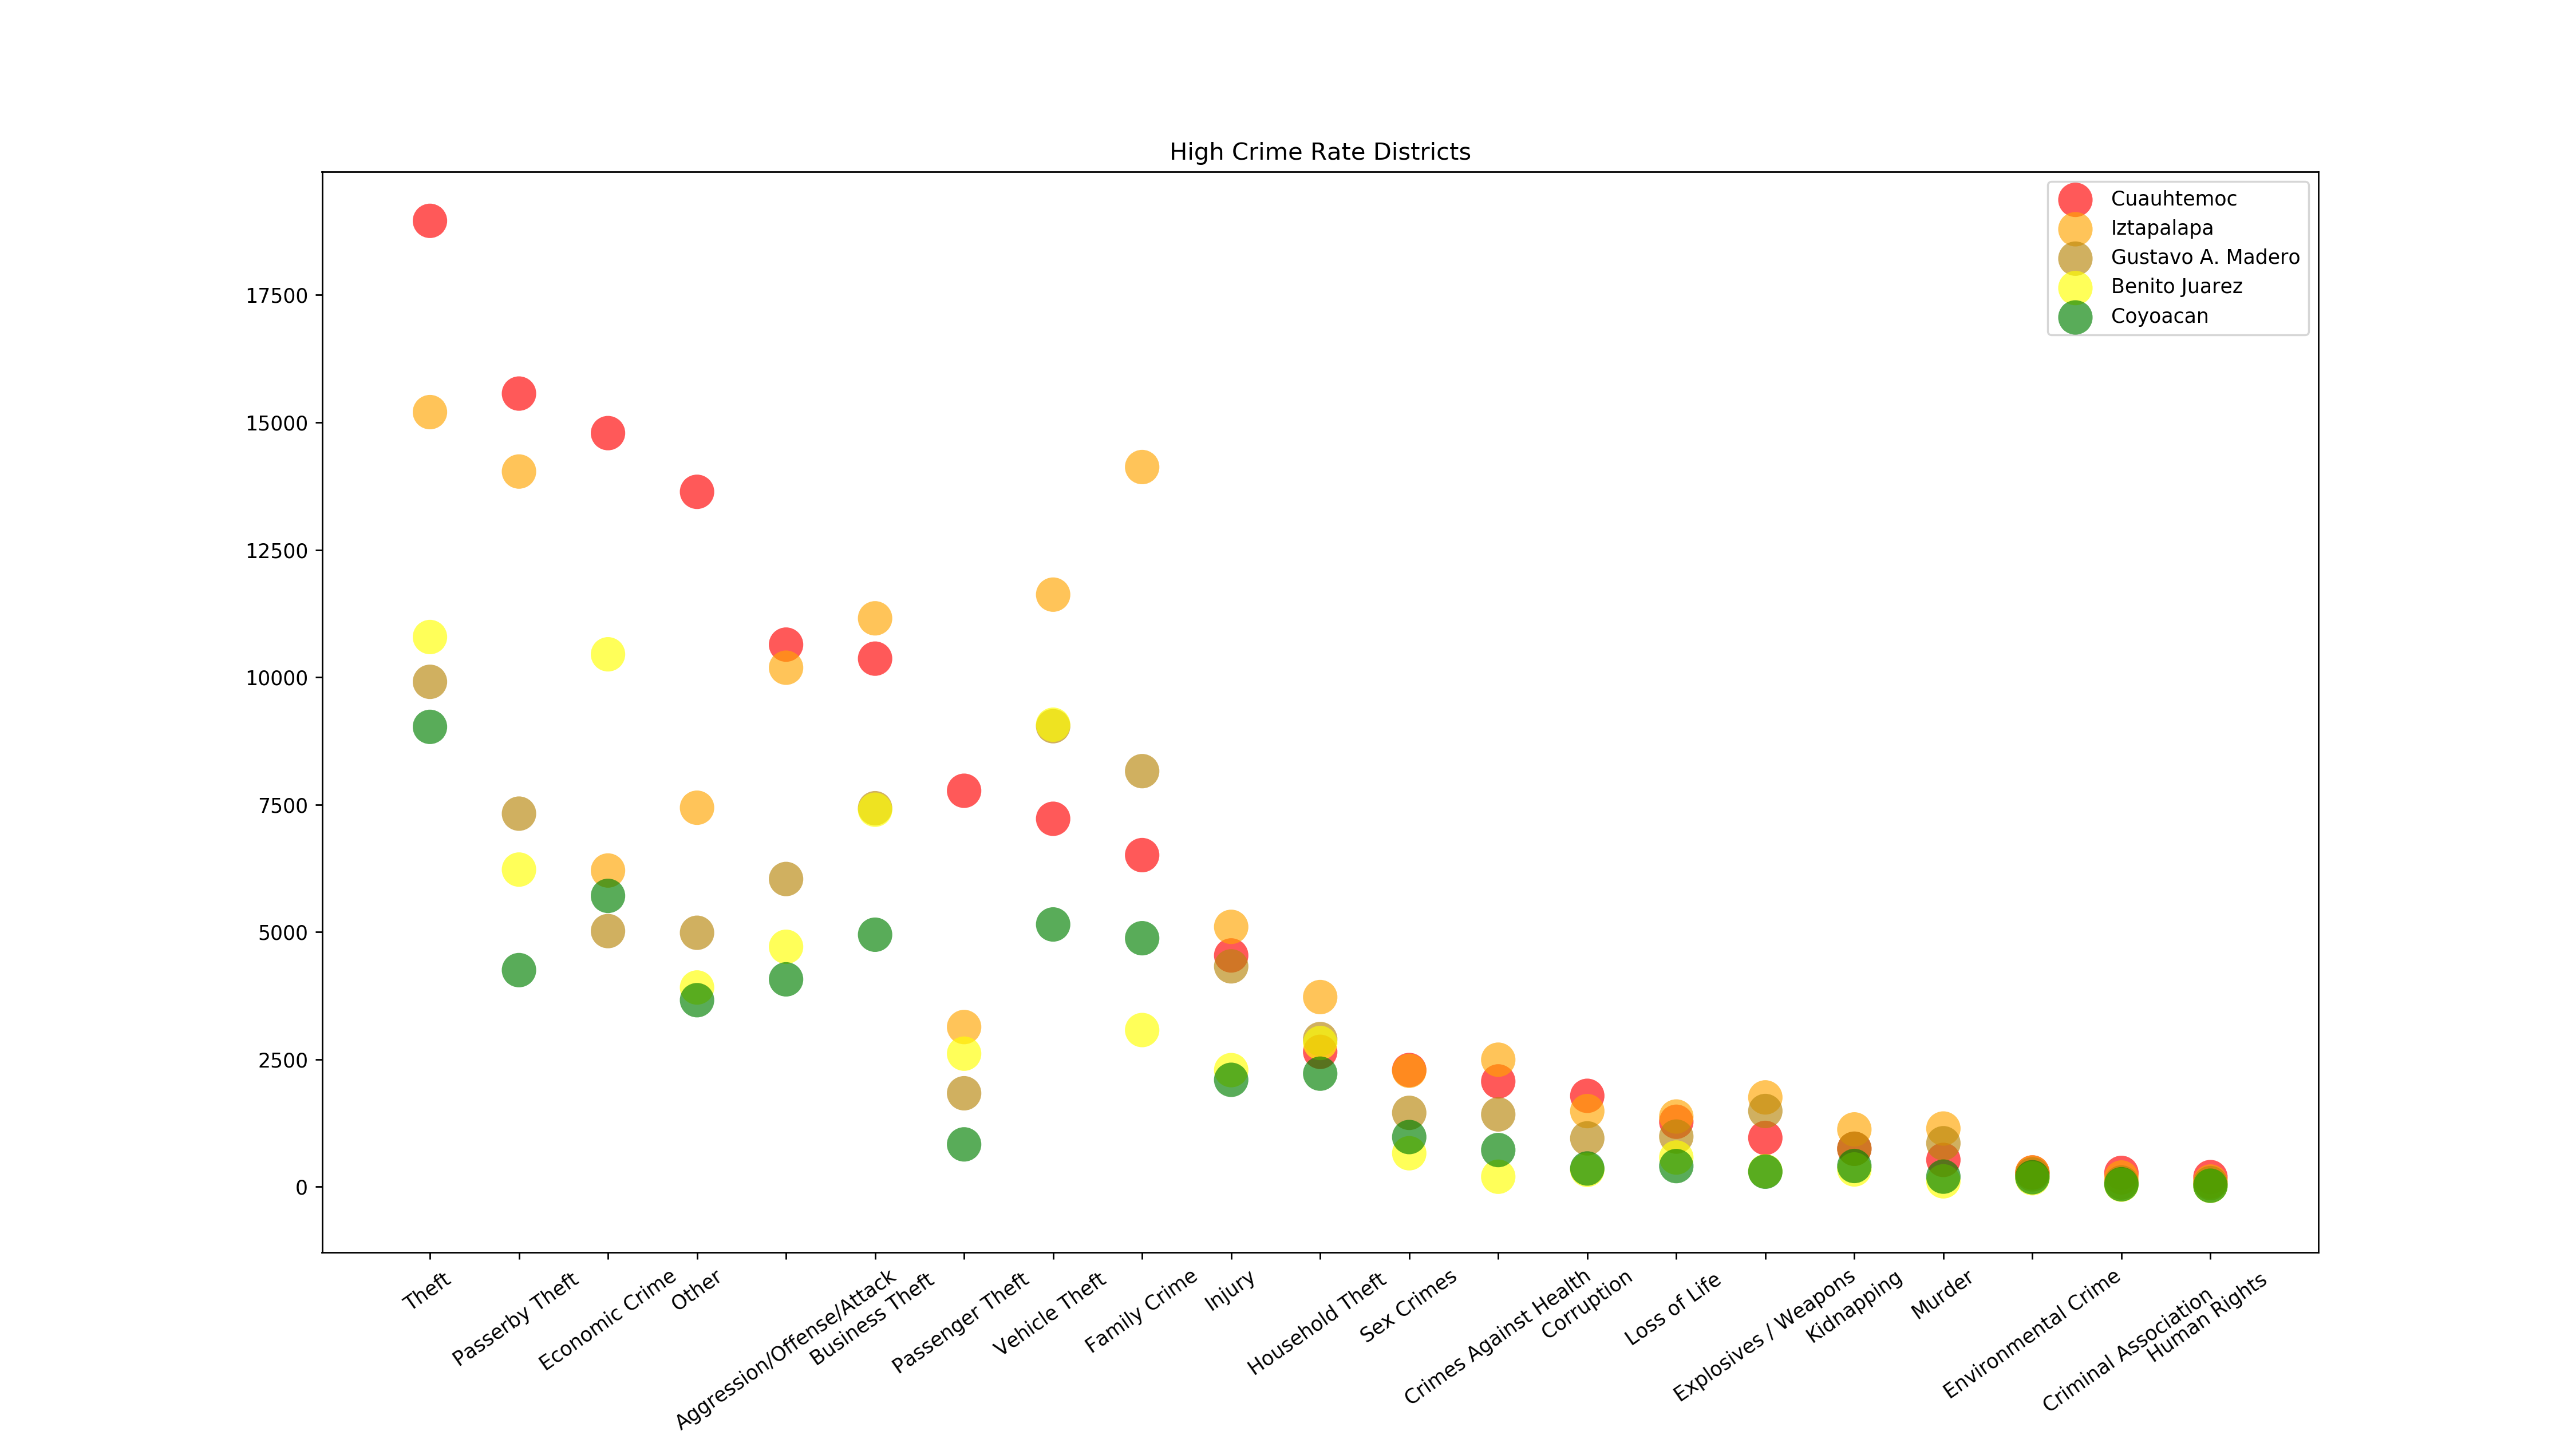 High Crime Rate Districts
Cuauhtemoc
Iztapalapa
Gustavo A. Madero
Benito Juarez
Coyoacan
17500
15000
12500
10000
7500
5000
2500
0
Theft
Passerby Theft
Economic Crime
Other
Aggression/Offense/Attack
Business Theft
Passenger Theft
Vehicle Theft
Family Crime
Injury
Household Theft
Sex Crimes
Crimes Against Health
Corruption
Loss of Life
Explosives / Weapons
Kidnapping
Murder
Environmental Crime
Criminal Association
Human Rights